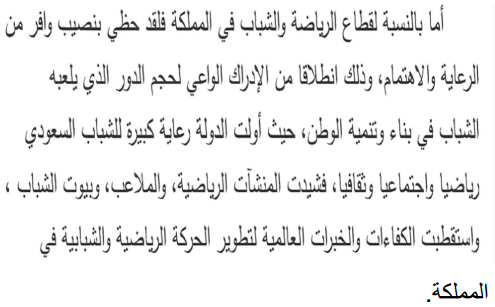 أما بالنسبة لقطاع الرياضة والشباب في المملكة فلقد حظي بنصيب وافر من
الرعاية والاهتمام، وذلك انطلاقا من الإدراك الواعي لحجم الدور الذي يلعبه
الشباب في بناء وتنمية الوطن، حيث أولت الدولة رعاية كبيرة للشباب السعودي
رياضيا واجتماعيا وثقافيا، فشيدت المنشآت الرياضية، والملاعب، وبيوت الشباب ،
واستقطبت الكفاءات والخبرات العالمية لتطوير الحركة الرياضية والشبابية في
المملكة.